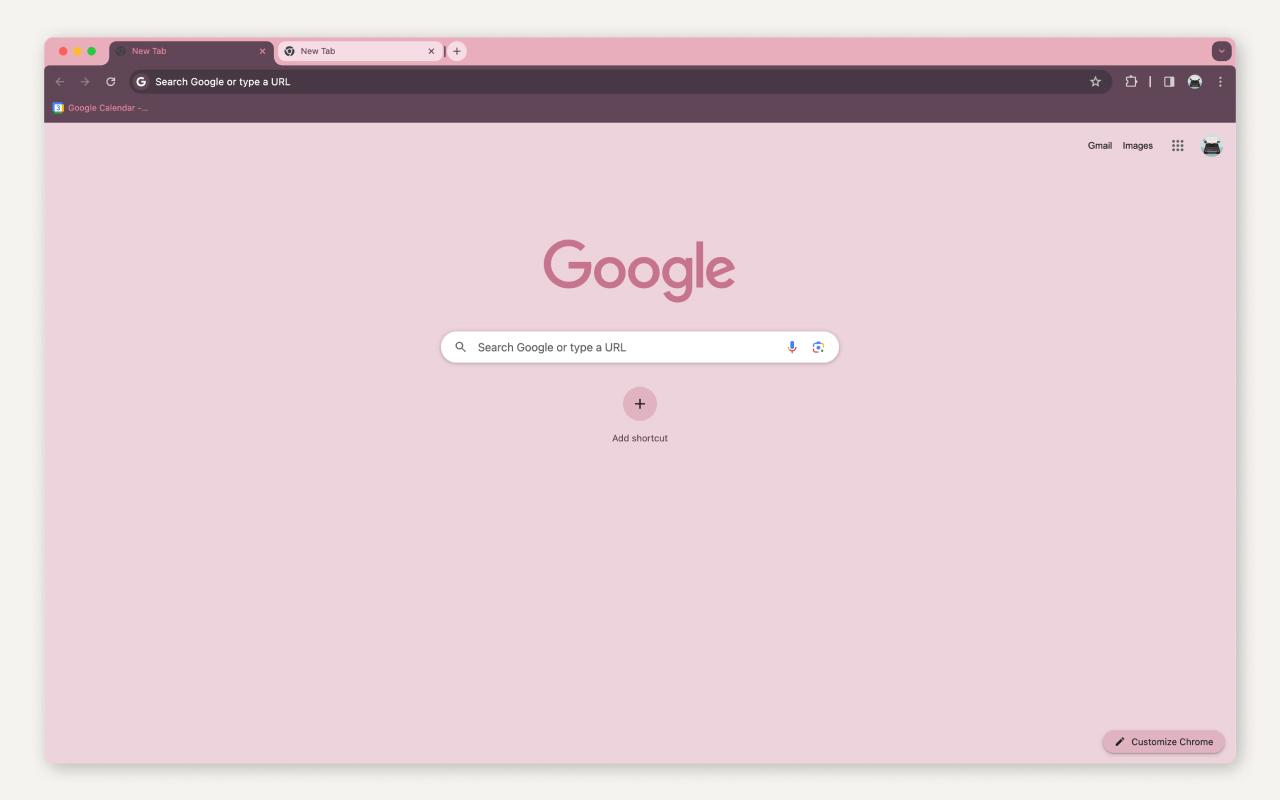 New Tab
New Tab
Search Google or type a URL
3 Google Calendar -...
Gmail Images
Google
Search Google or type a URL
Add shortcut
Customize Chrome